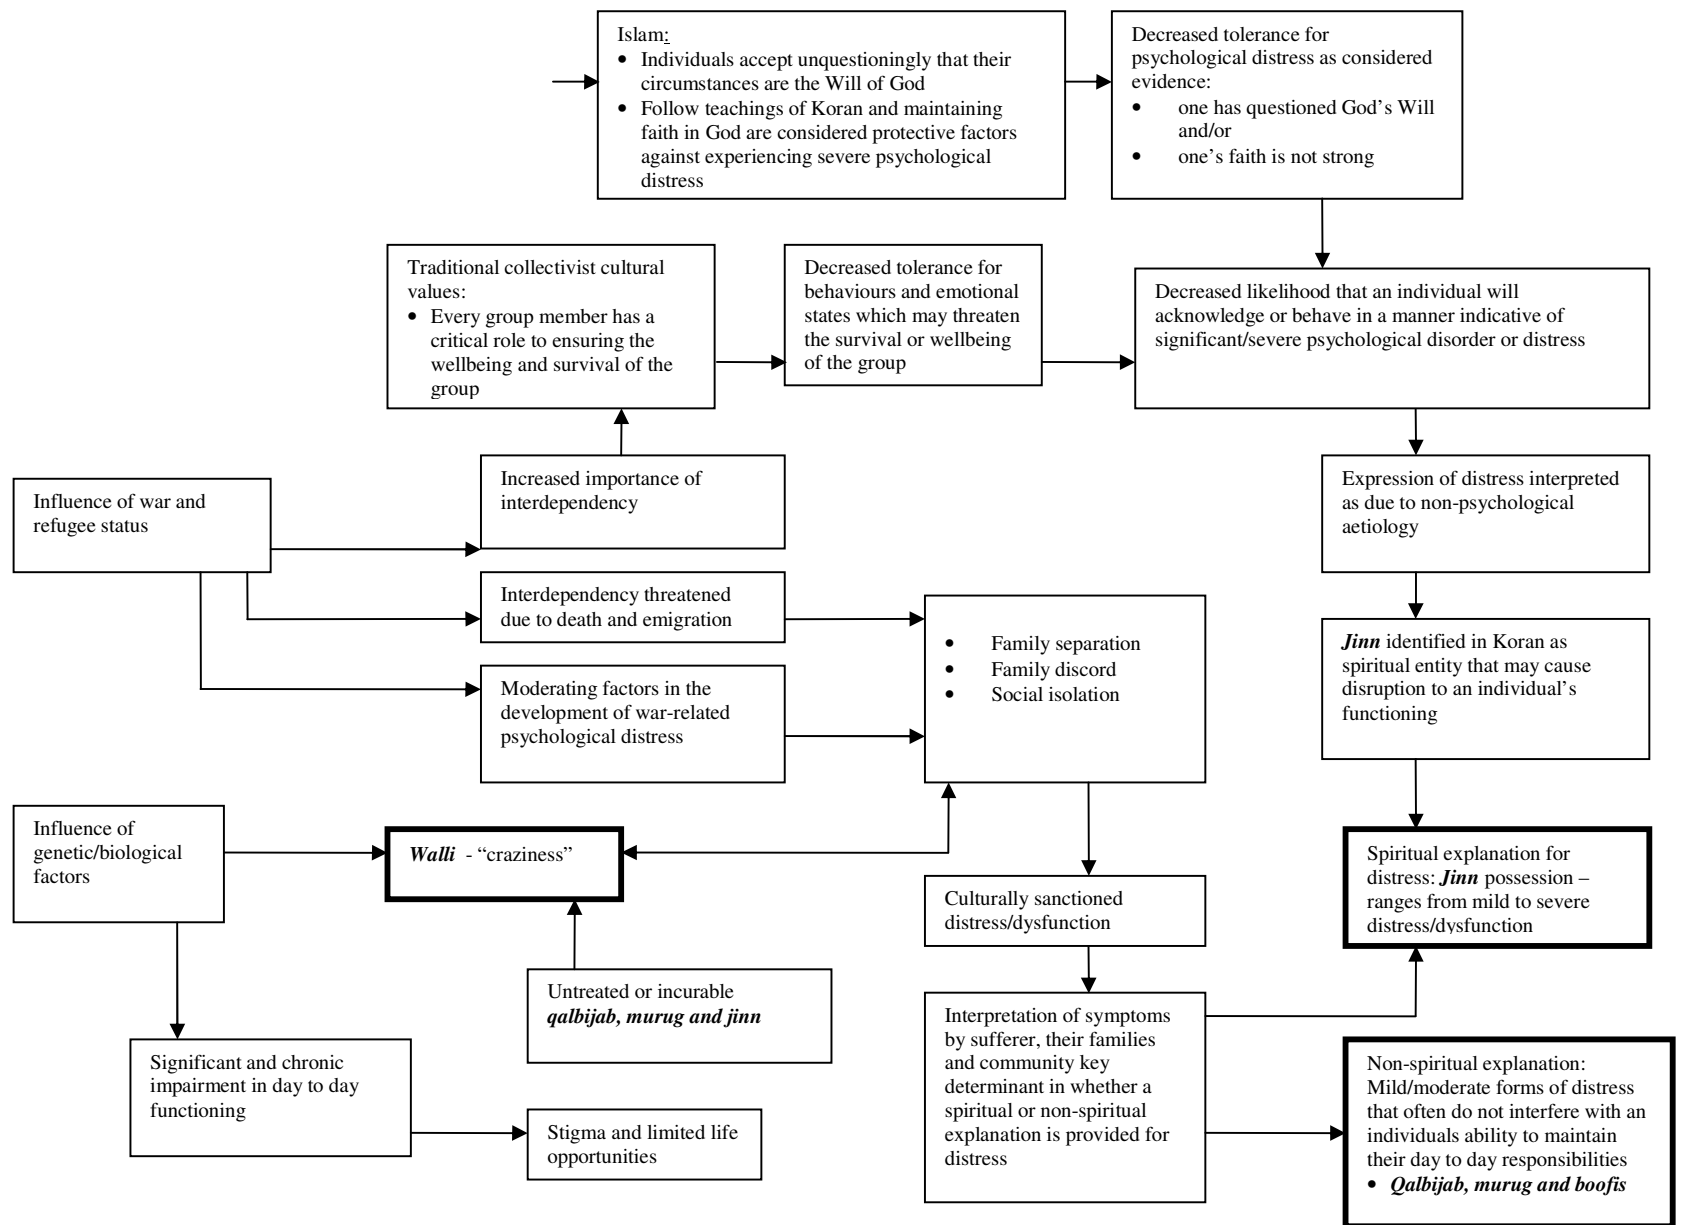 Islam:
• Individuals accept unquestioningly that their
circumstances are the Will of God
• Follow teachings of Koran and maintaining
faith in God are considered protective factors
against experiencing severe psychological
distress
Decreased tolerance for
psychological distress as considered
evidence:
• one has questioned God's Will
and/or
• one's faith is not strong
Traditional collectivist cultural
values:
• Every group member has a
critical role to ensuring the
wellbeing and survival of the
group
Decreased tolerance for
behaviours and emotional
states which may threaten
the survival or wellbeing
of the group
Decreased likelihood that an individual will
acknowledge or behave in a manner indicative of
significant/severe psychological disorder or distress
Influence of war and
refugee status
Increased importance of
interdependency
Expression of distress interpreted
as due to non-psychological
aetiology
Interdependency threatened
due to death and emigration
• Family separation
• Family discord
• Social isolation
Jinn identified in Koran as
spiritual entity that may cause
disruption to an individual's
functioning
Moderating factors in the
development of war-related
psychological distress
Influence of
genetic/biological
factors
Walli - "craziness"
Spiritual explanation for
distress: Jinn possession –
ranges from mild to severe
distress/dysfunction
Culturally sanctioned
distress/dysfunction
Untreated or incurable
qalbijab, murug and jinn
Interpretation of symptoms
by sufferer, their families
and community key
determinant in whether a
spiritual or non-spiritual
explanation is provided for
distress
Significant and chronic
impairment in day to day
functioning
Stigma and limited life
opportunities
Non-spiritual explanation:
Mild/moderate forms of distress
that often do not interfere with an
individuals ability to maintain
their day to day responsibilities
• Qalbijab, murug and boofis